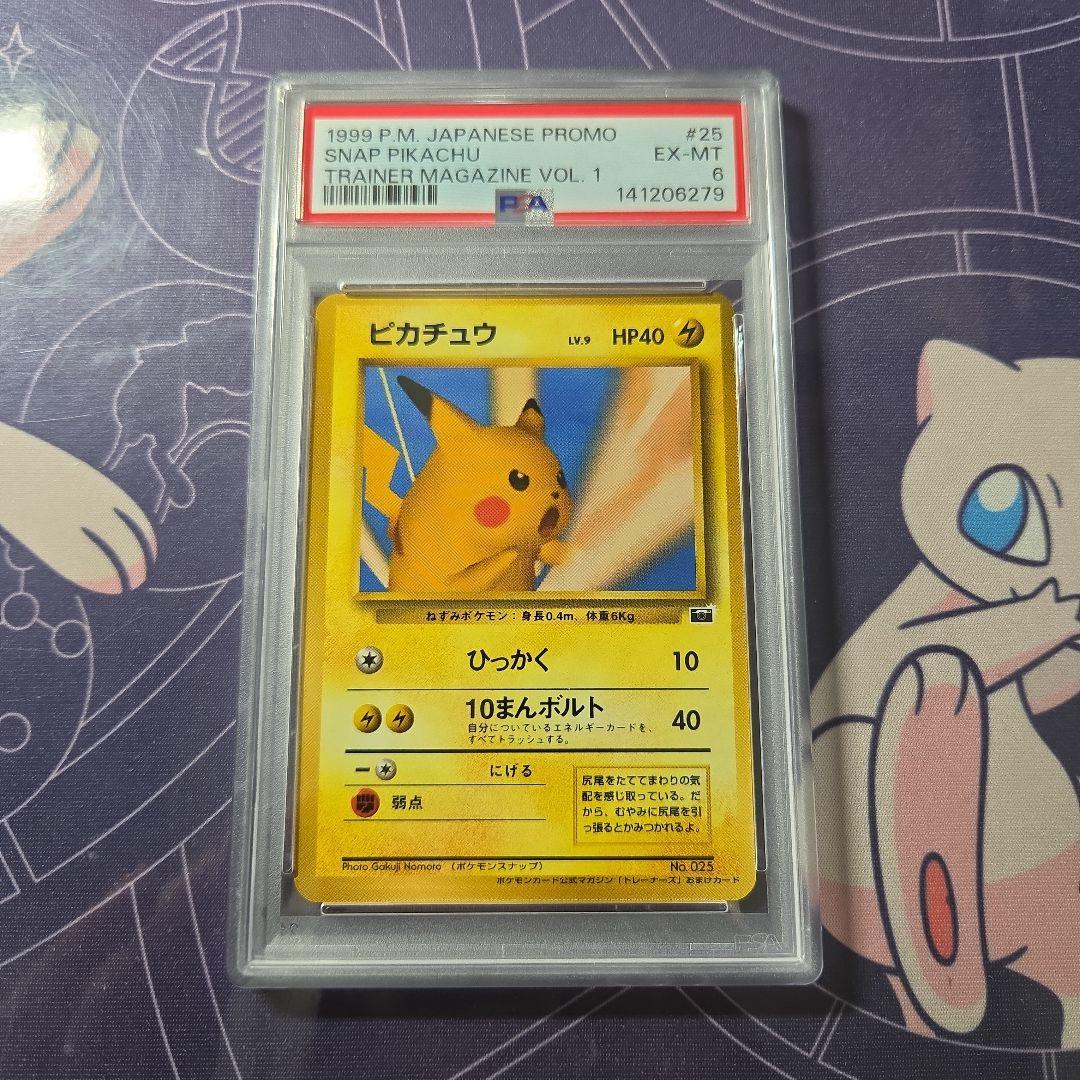 1999 P.M. JAPANESE PROMO #25
SNAP PIKACHU EX-MT
TRAINER MAGAZINE VOL. 1 6
PSA 141206279
ピカチュウ LV.9 HP40
ねずみポケモン：身長0.4m、体重6Kg
ひっかく 10
10まんボルト 40
自分についているエネルギーカードを、
すべてトラッシュする。
にげる
弱点
尻尾をたててまわりの気
配を感じ取っている。だ
から、むやみに尻尾を引
っ張るとかみつかれるよ。
Photo Gakuji Nomoto （ポケモンスナップ） No.025
ポケモンカード公式マガジン「トレーナーズ」おまけカード
PSA